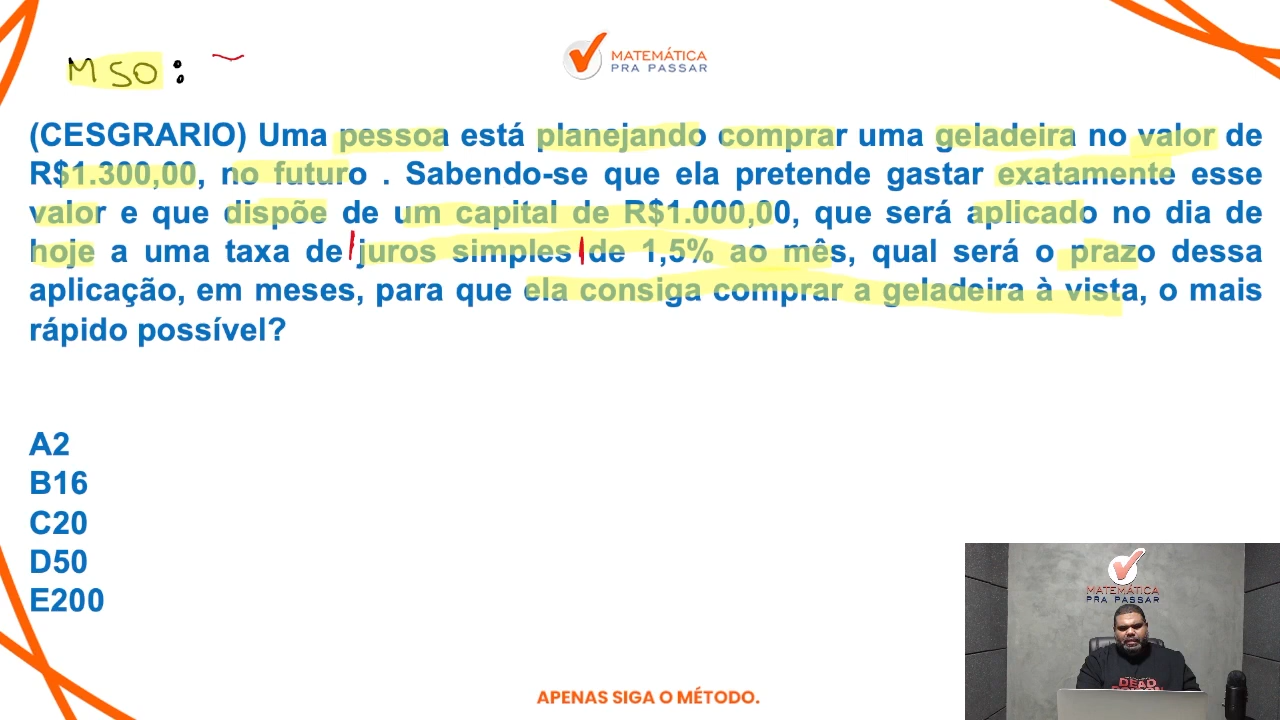 MSO:
MATEMÁTICA
PRA PASSAR
(CESGRARIO) Uma pessoa está planejando comprar uma geladeira no valor de
R$1.300,00, no futuro . Sabendo-se que ela pretende gastar exatamente esse
valor e que dispõe de um capital de R$1.000,00, que será aplicado no dia de
hoje a uma taxa de juros simples de 1,5% ao mês, qual será o prazo dessa
aplicação, em meses, para que ela consiga comprar a geladeira à vista, o mais
rápido possível?
A2
B16
C20
D50
E200
MATEMÁTICA
PRA PASSAR
DEAD
APENAS SIGA O MÉTODO.